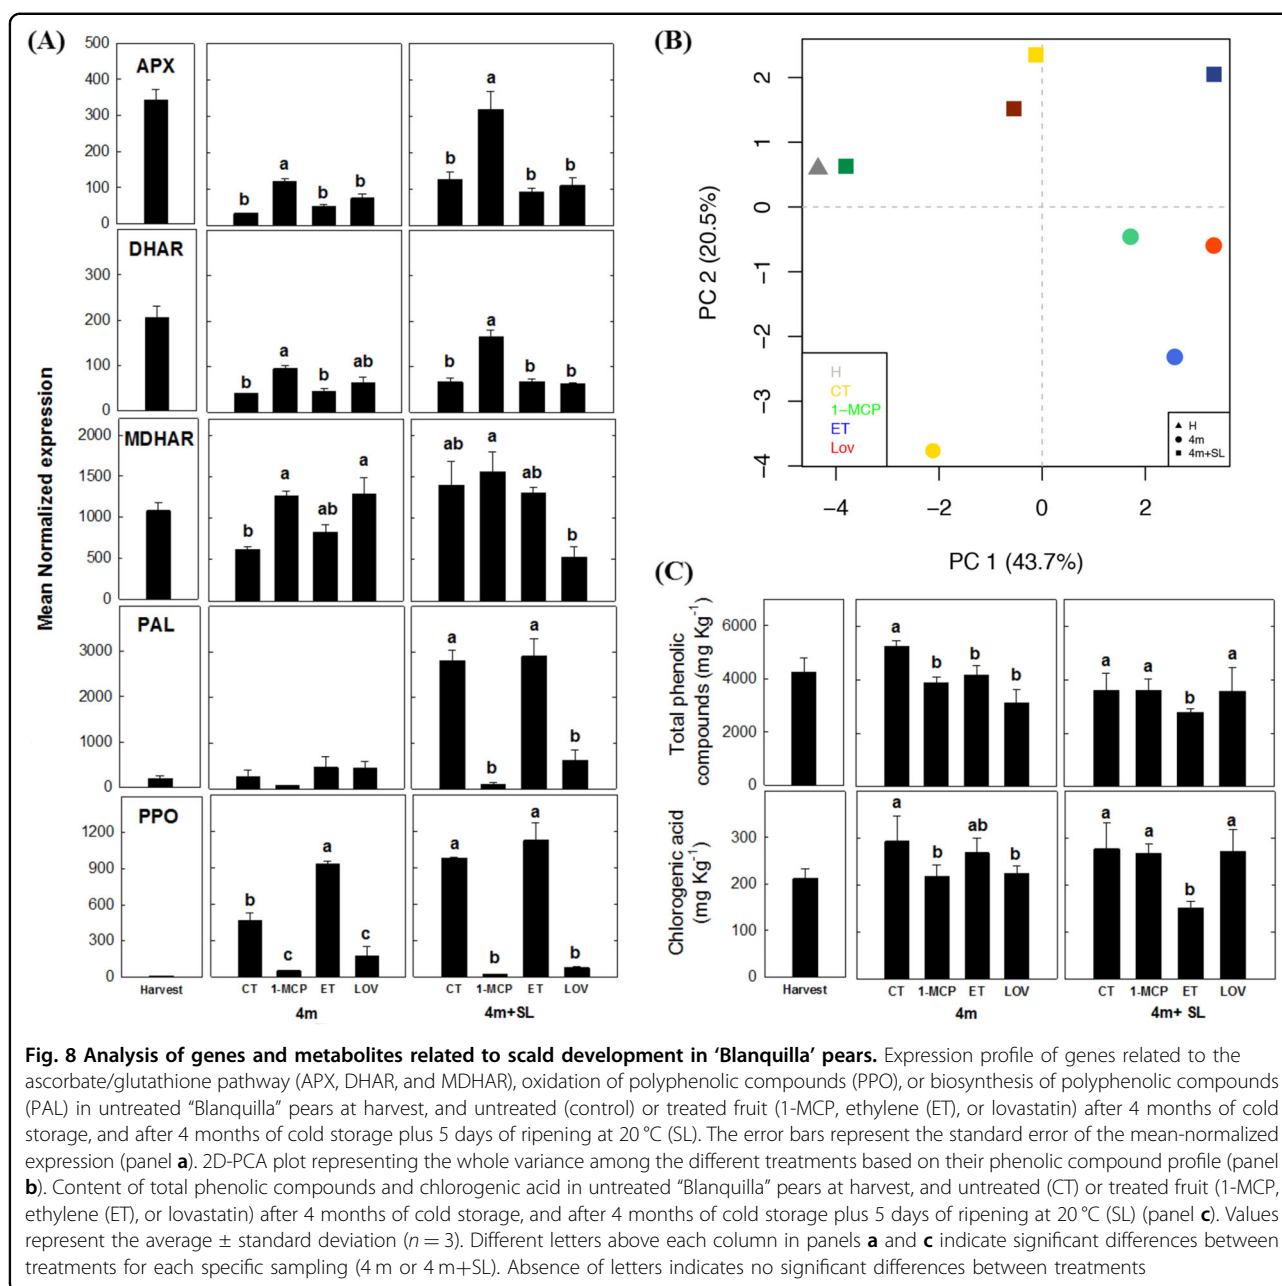 (A)
Mean Normalized expression
500
400
300
200
100
0
APX
b a b b
b a b b
300
200
100
0
DHAR
b a b ab
b a b b
2000
1500
1000
500
0
MDHAR
b a ab a
ab a ab b
3000
2000
1000
0
PAL
a b a b
1200
900
600
300
0
PPO
b c a c
a b a b
Harvest
CT 1-MCP ET LOV
4m
CT 1-MCP ET LOV
4m+SL
(B)
PC 2 (20.5%)
2
1
0
−1
−2
−3
−4
H
CT
1−MCP
ET
Lov
H
4m
4m+SL
−4 −2 0 2
PC 1 (43.7%)
(C)
Total phenolic
compounds (mg Kg-1)
6000
4000
2000
0
a b b b
a a b a
Chlorogenic acid
(mg Kg-1)
300
200
100
0
a b ab b
a a b a
Harvest
CT 1-MCP ET LOV
4m
CT 1-MCP ET LOV
4m+ SL
Fig. 8 Analysis of genes and metabolites related to scald development in ‘Blanquilla’ pears. Expression profile of genes related to the
ascorbate/glutathione pathway (APX, DHAR, and MDHAR), oxidation of polyphenolic compounds (PPO), or biosynthesis of polyphenolic compounds
(PAL) in untreated “Blanquilla” pears at harvest, and untreated (control) or treated fruit (1-MCP, ethylene (ET), or lovastatin) after 4 months of cold
storage, and after 4 months of cold storage plus 5 days of ripening at 20 °C (SL). The error bars represent the standard error of the mean-normalized
expression (panel a). 2D-PCA plot representing the whole variance among the different treatments based on their phenolic compound profile (panel
b). Content of total phenolic compounds and chlorogenic acid in untreated “Blanquilla” pears at harvest, and untreated (CT) or treated fruit (1-MCP,
ethylene (ET), or lovastatin) after 4 months of cold storage, and after 4 months of cold storage plus 5 days of ripening at 20 °C (SL) (panel c). Values
represent the average ± standard deviation (n = 3). Different letters above each column in panels a and c indicate significant differences between
treatments for each specific sampling (4 m or 4 m+SL). Absence of letters indicates no significant differences between treatments